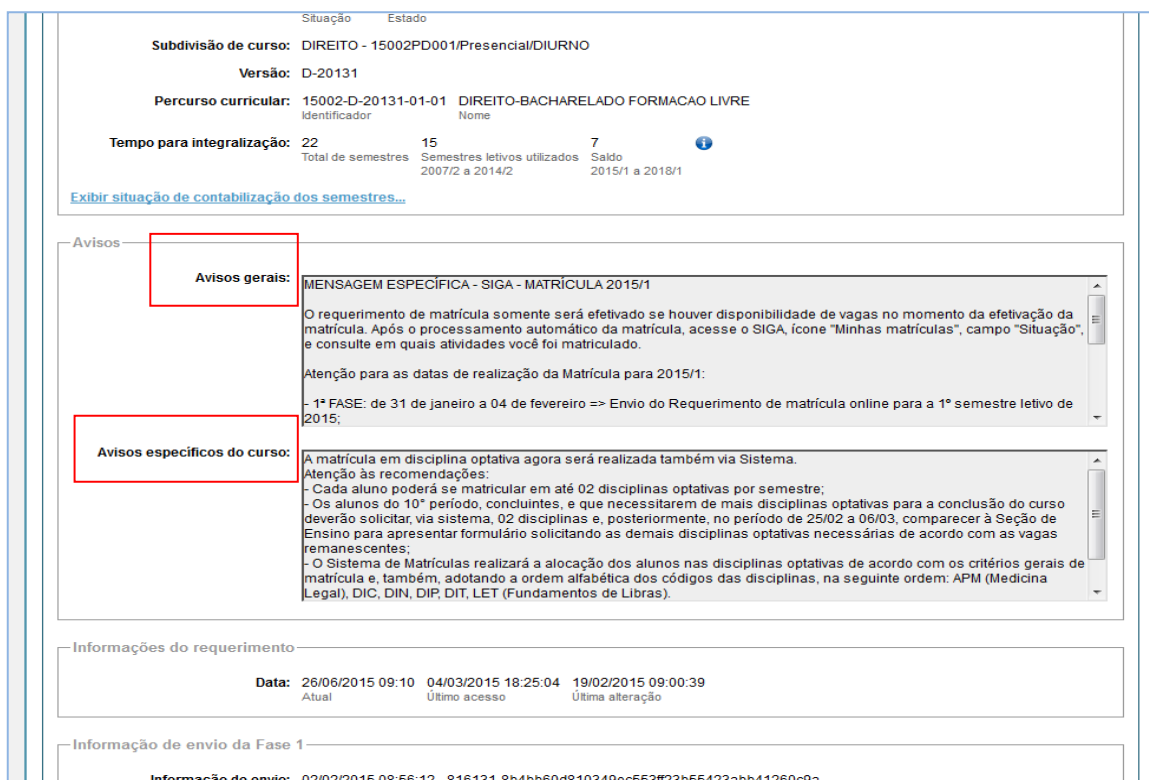 Situação Estado
Subdivisão de curso: DIREITO - 15002PD001/Presencial/DIURNO
Versão: D-20131
Percurso curricular: 15002-D-20131-01-01 DIREITO-BACHARELADO FORMACAO LIVRE
Identificador Nome
Tempo para integralização: 22 15 7
Total de semestres Semestres letivos utilizados Saldo
2007/2 a 2014/2 2015/1 a 2018/1
Exibir situação de contabilização dos semestres...
Avisos
Avisos gerais:
MENSAGEM ESPECÍFICA - SIGA - MATRÍCULA 2015/1
O requerimento de matrícula somente será efetivado se houver disponibilidade de vagas no momento da efetivação da
matrícula. Após o processamento automático da matrícula, acesse o SIGA, ícone "Minhas matrículas", campo "Situação",
e consulte em quais atividades você foi matriculado.
Atenção para as datas de realização da Matrícula para 2015/1:
- 1ª FASE: de 31 de janeiro a 04 de fevereiro => Envio do Requerimento de matrícula online para a 1º semestre letivo de
2015;
Avisos específicos do curso:
A matrícula em disciplina optativa agora será realizada também via Sistema.
Atenção às recomendações:
- Cada aluno poderá se matricular em até 02 disciplinas optativas por semestre;
- Os alunos do 10° período, concluintes, e que necessitarem de mais disciplinas optativas para a conclusão do curso
deverão solicitar, via sistema, 02 disciplinas e, posteriormente, no período de 25/02 a 06/03, comparecer à Seção de
Ensino para apresentar formulário solicitando as demais disciplinas optativas necessárias de acordo com as vagas
remanescentes;
- O Sistema de Matrículas realizará a alocação dos alunos nas disciplinas optativas de acordo com os critérios gerais de
matrícula e, também, adotando a ordem alfabética dos códigos das disciplinas, na seguinte ordem: APM (Medicina
Legal), DIC, DIN, DIP, DIT, LET (Fundamentos de Libras).
Informações do requerimento
Data: 26/06/2015 09:10 04/03/2015 18:25:04 19/02/2015 09:00:39
Atual Último acesso Última alteração
Informação de envio da Fase 1
Informação de envio: 02/02/2015 08:56:12